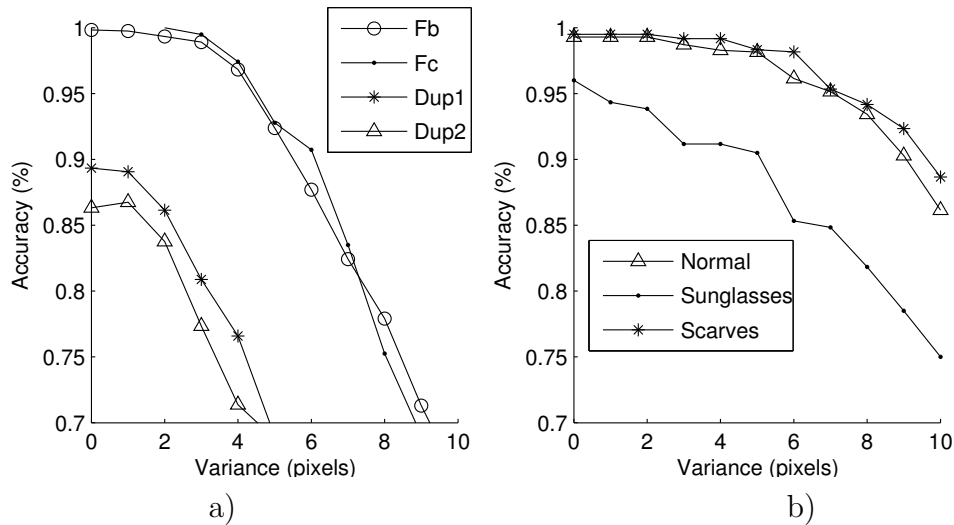 1
0.95
0.9
0.85
0.8
0.75
0.7
0 2 4 6 8 10
Accuracy (%)
Variance (pixels)
Fb
Fc
Dup1
Dup2
a)
1
0.95
0.9
0.85
0.8
0.75
0.7
0 2 4 6 8 10
Accuracy (%)
Variance (pixels)
Normal
Sunglasses
Scarves
b)